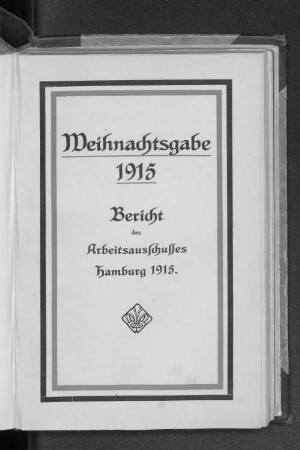 Weihnachtsgabe
1915
Bericht
des
Arbeitsausschusses
Hamburg 1915.